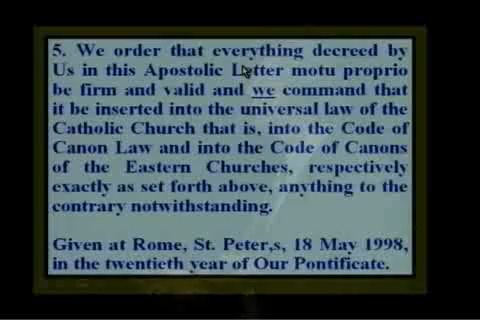 5. We order that everything decreed by
Us in this Apostolic Letter motu proprio
be firm and valid and we command that
it be inserted into the universal law of the
Catholic Church that is, into the Code of
Canon Law and into the Code of Canons
of the Eastern Churches, respectively
exactly as set forth above, anything to the
contrary notwithstanding.
Given at Rome, St. Peter,s, 18 May 1998,
in the twentieth year of Our Pontificate.